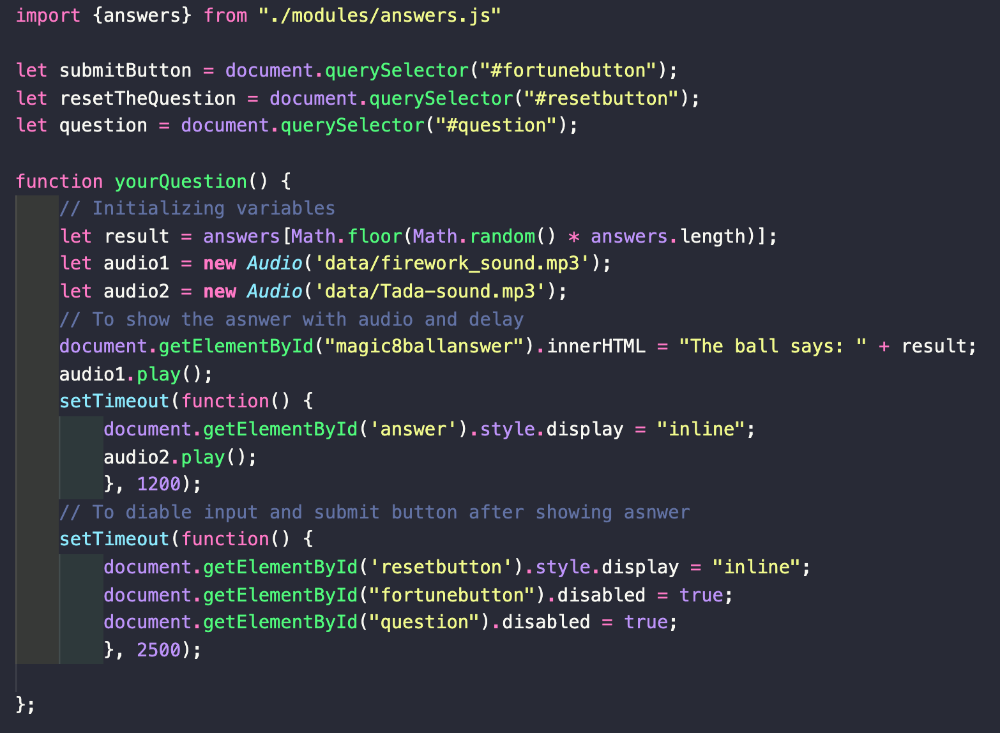 import {answers} from "./modules/answers.js"
let submitButton = document.querySelector("#fortunebutton");
let resetTheQuestion = document.querySelector("#resetbutton");
let question = document.querySelector("#question");
function yourQuestion() {
// Initializing variables
let result = answers[Math.floor(Math.random() * answers.length)];
let audio1 = new Audio('data/firework_sound.mp3');
let audio2 = new Audio('data/Tada-sound.mp3');
// To show the asnwer with audio and delay
document.getElementById("magic8ballanswer").innerHTML = "The ball says: " + result;
audio1.play();
setTimeout(function() {
document.getElementById('answer').style.display = "inline";
audio2.play();
}, 1200);
// To diable input and submit button after showing asnwer
setTimeout(function() {
document.getElementById('resetbutton').style.display = "inline";
document.getElementById("fortunebutton").disabled = true;
document.getElementById("question").disabled = true;
}, 2500);
};